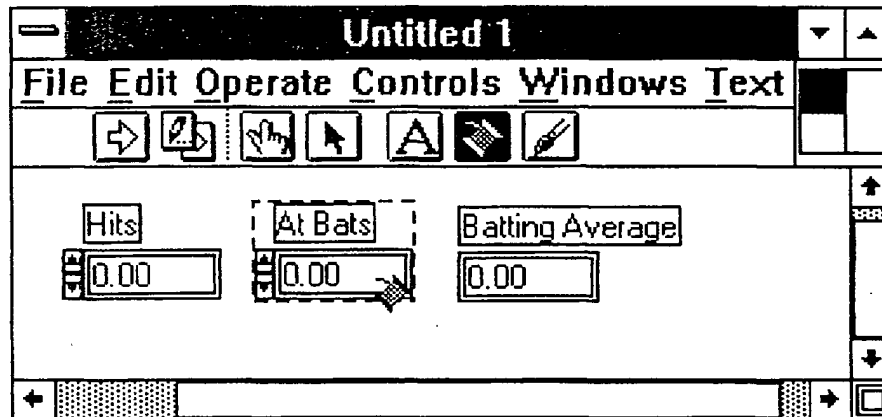 Untitled 1
File Edit Operate Controls Windows Text
A
Hits At Bats Batting Average
0.00 0.00 0.00